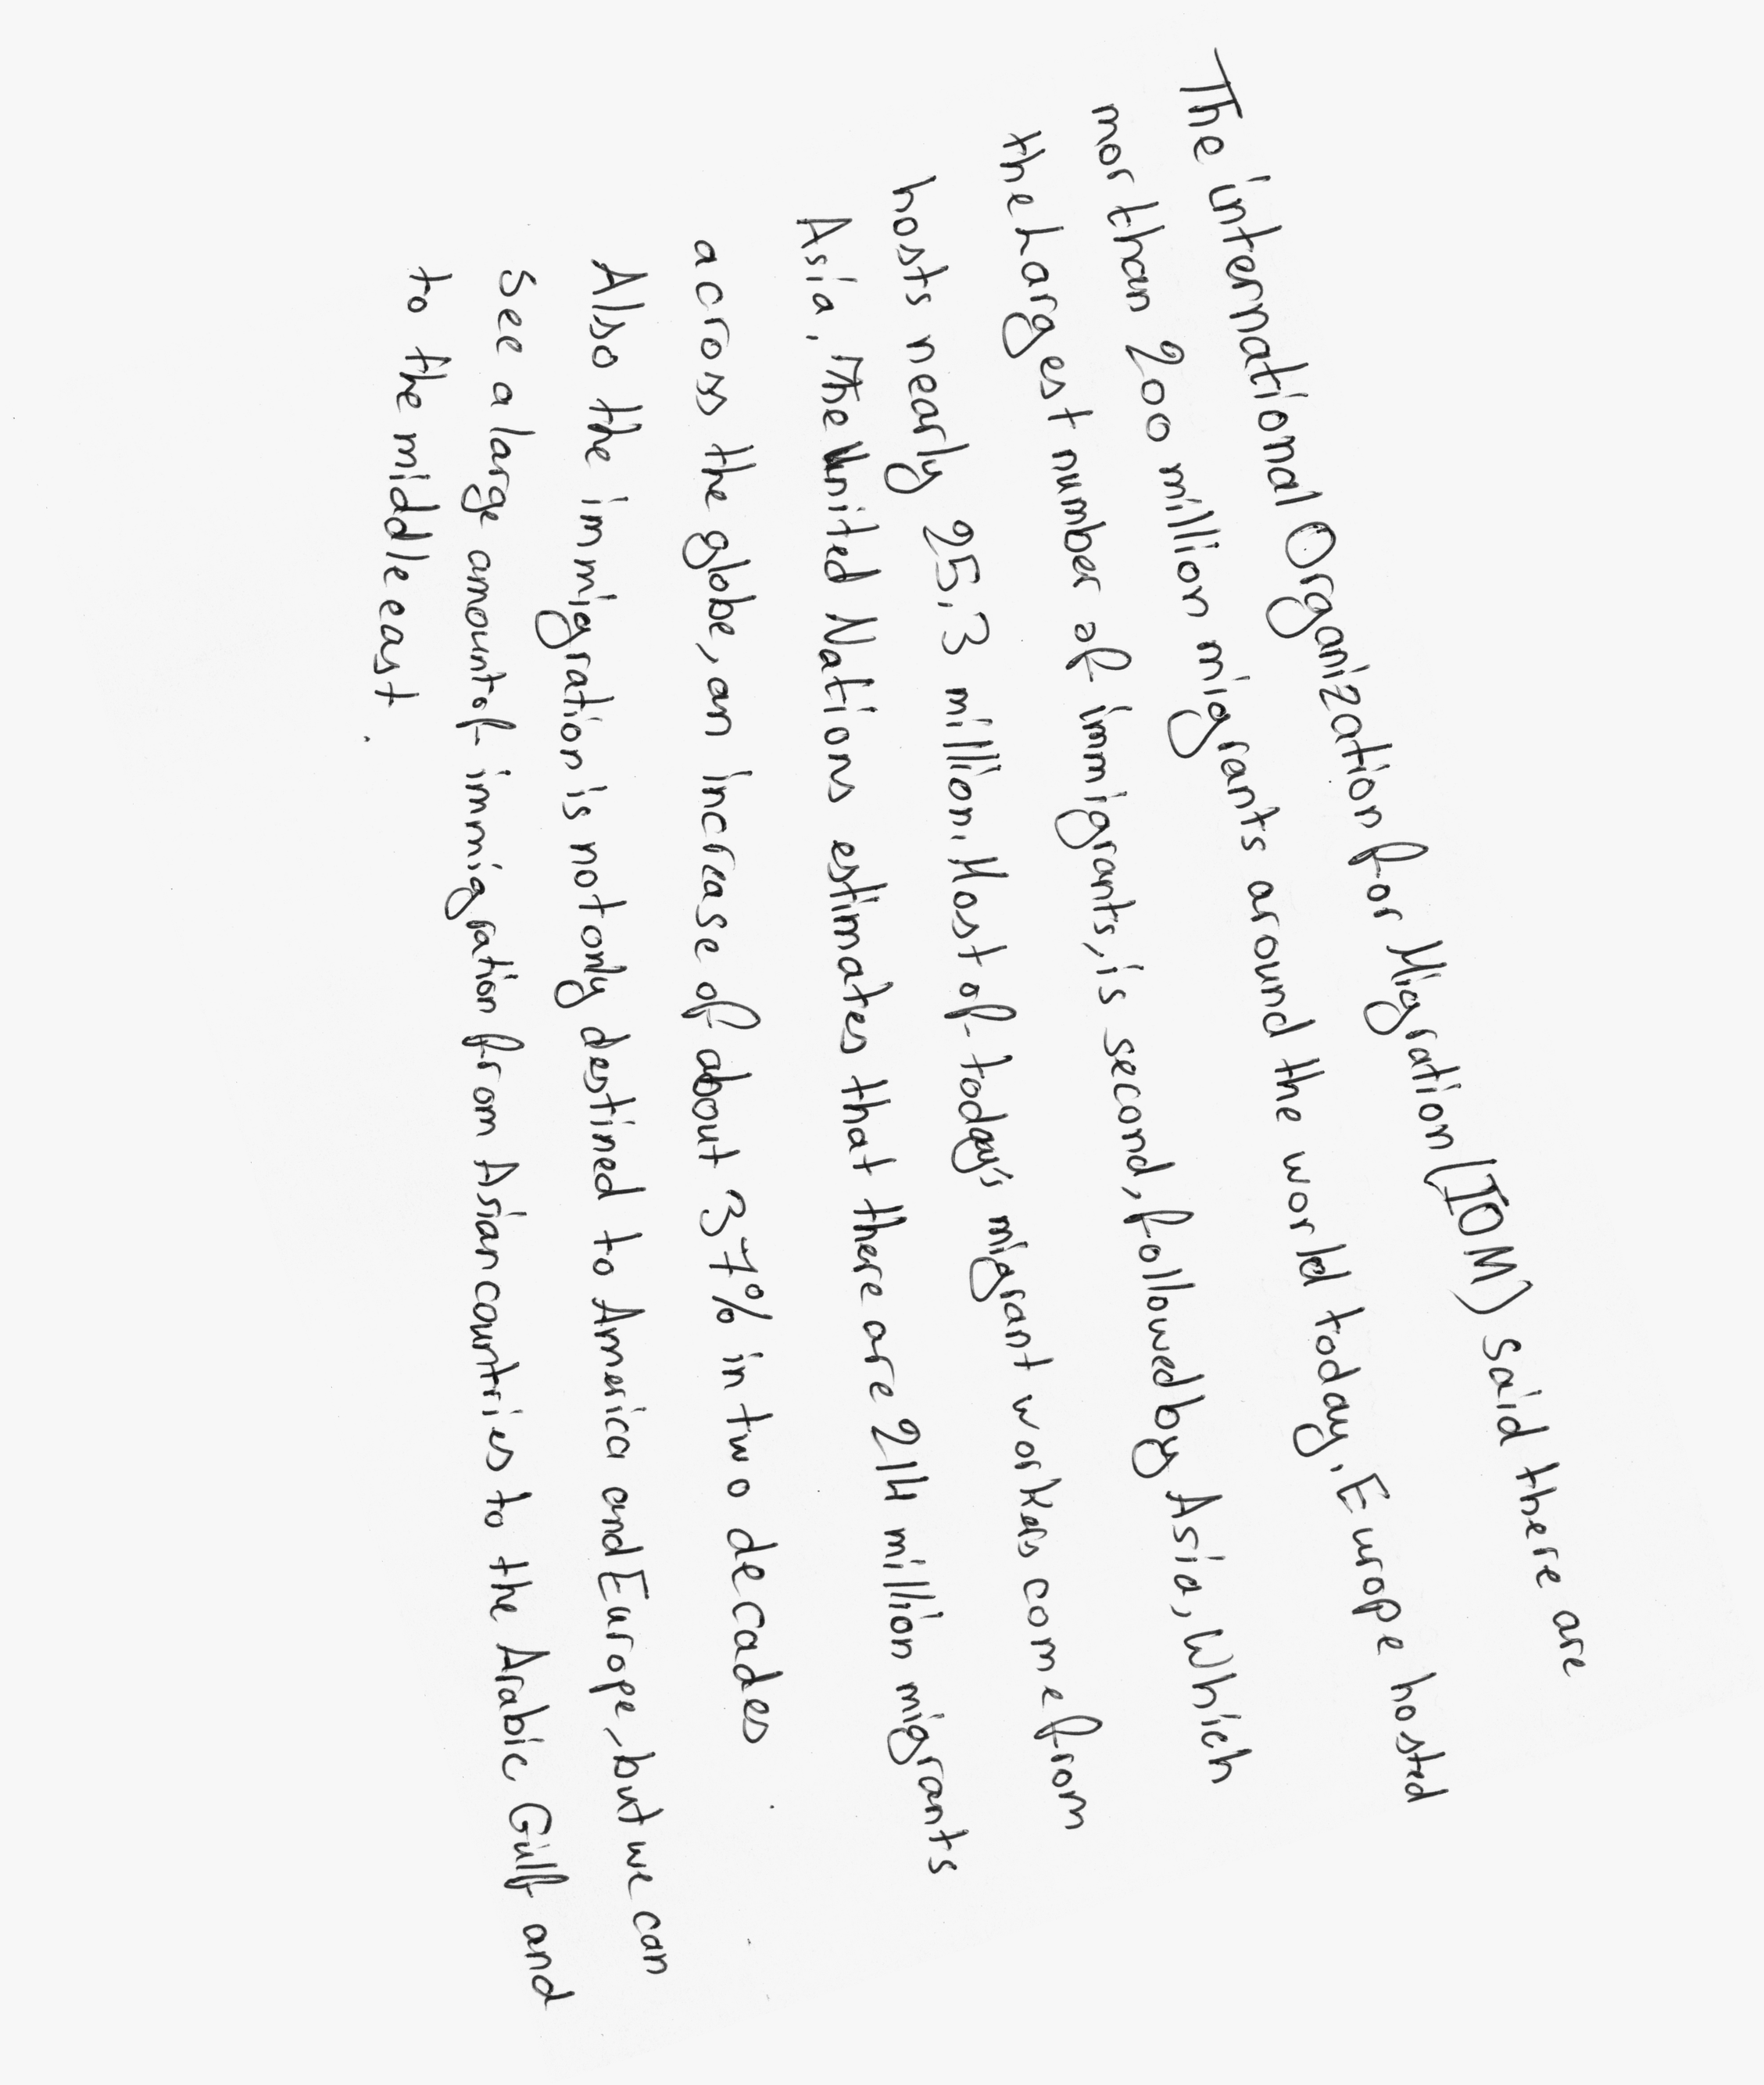 The international Organization for Migration (IOM) said there are
mor than 200 million migrants around the world today. Europe hosted
the Largest number of immigrants, is second, followed by Asia, Which
hosts nearly 25.3 million. Most of today's migrant workers come from
Asia, The United Nations estimates that there are 214 million migrants
across the globe, an increase of about 37% in two decades
Also the immigration is not only destined to America and Europe, but we can
See a large amount of immigration from Asian countries to the Arabic Gulf and
to the middle east.